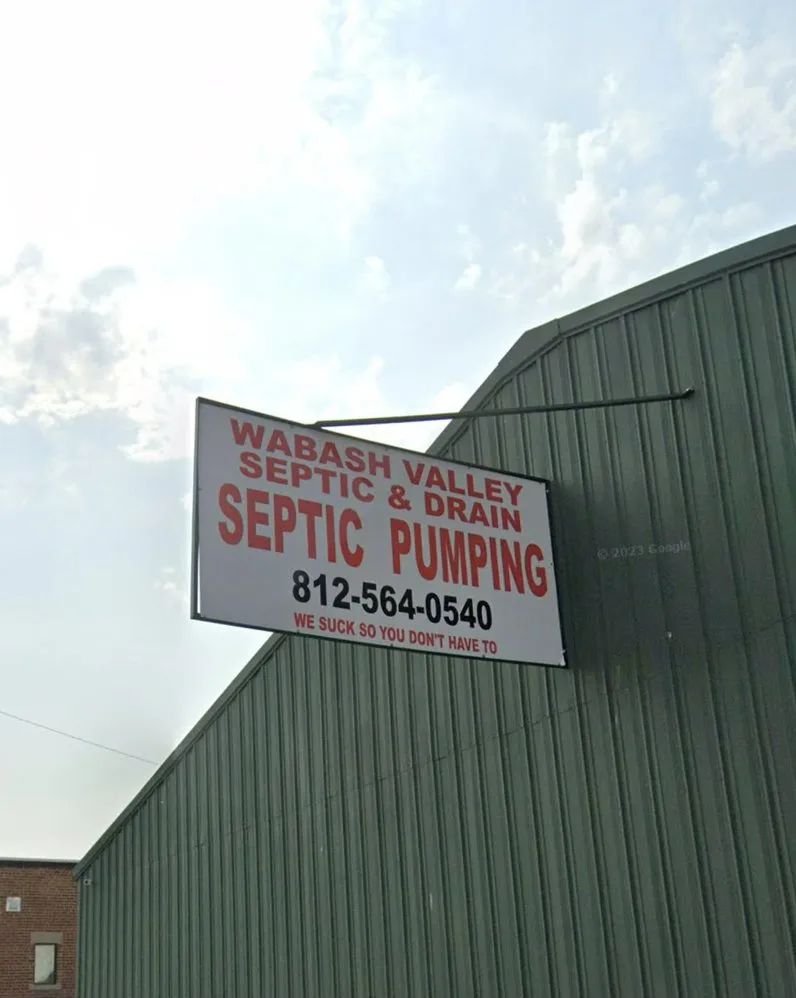 WABASH VALLEY
SEPTIC & DRAIN
SEPTIC PUMPING
812-564-0540
WE SUCK SO YOU DON'T HAVE TO
© 2023 Google